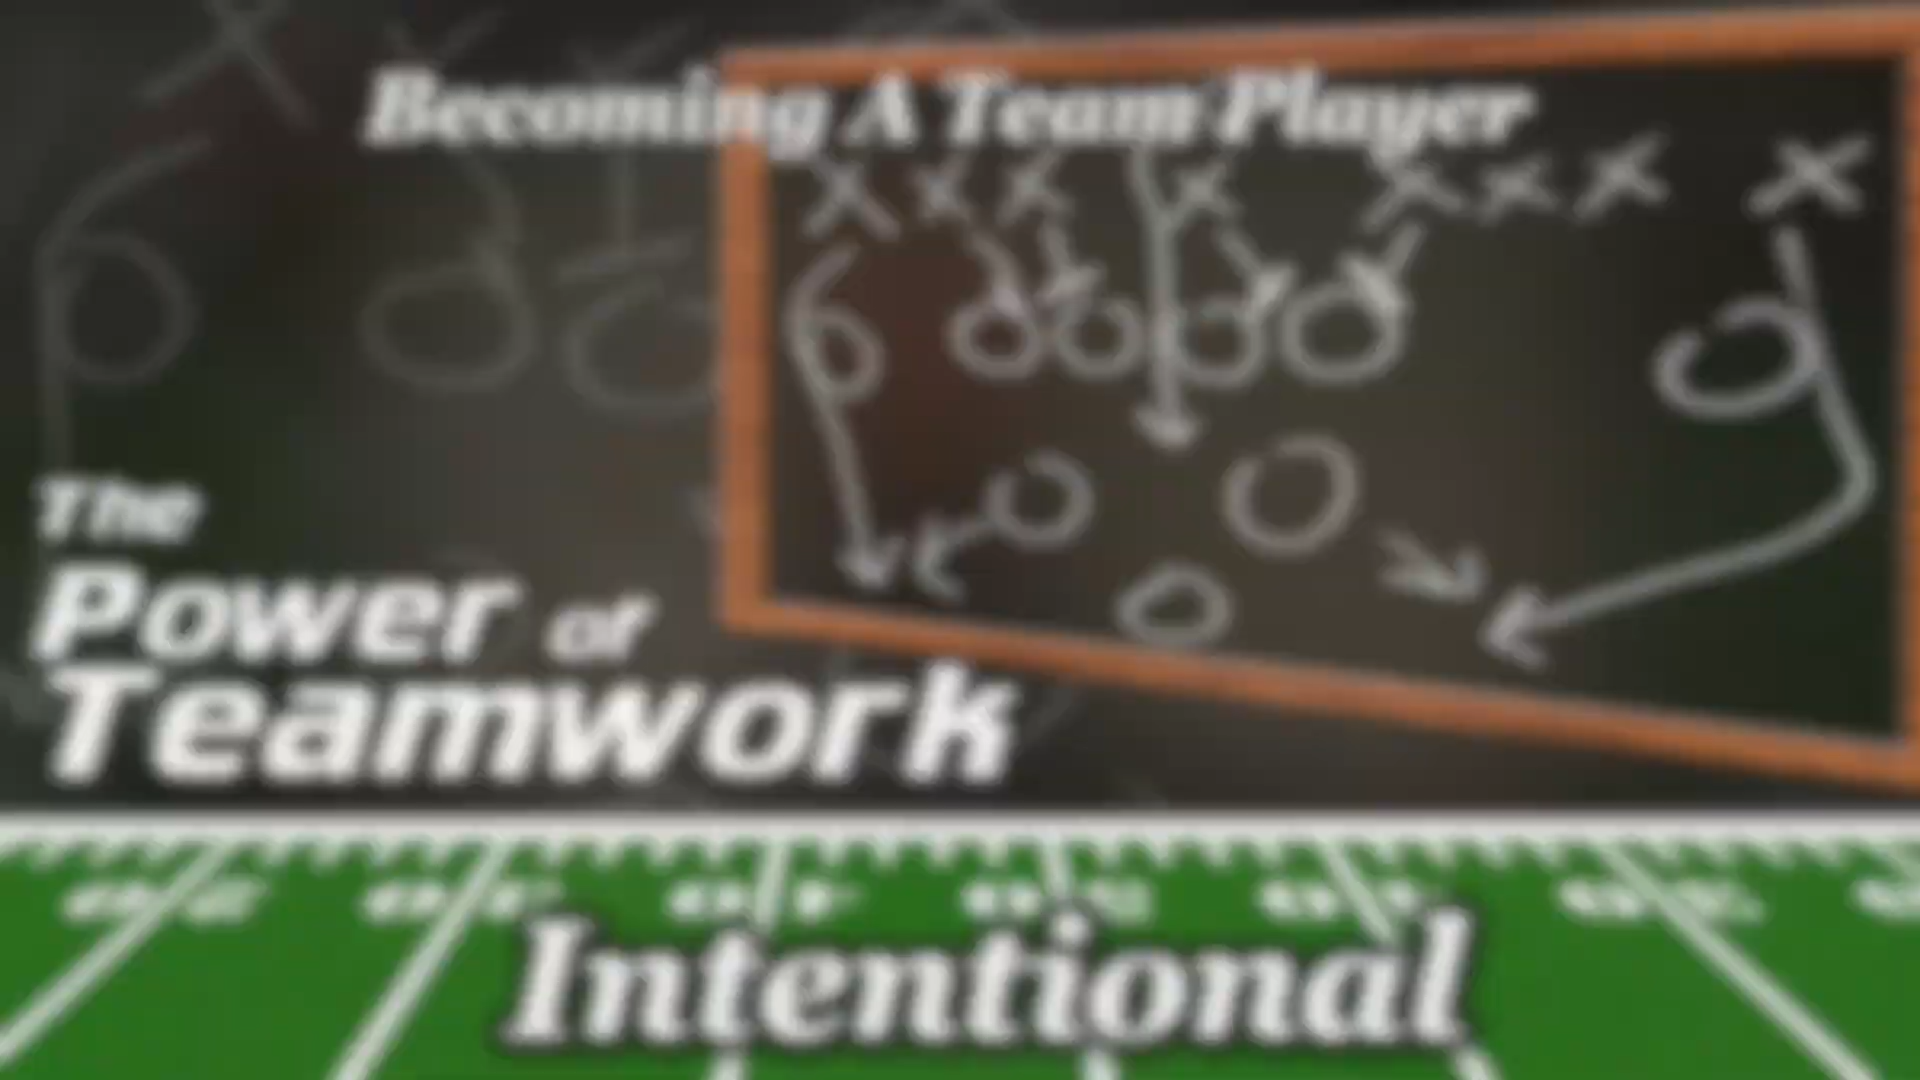 Becoming A Team Player
The
Power of
Teamwork
Intentional